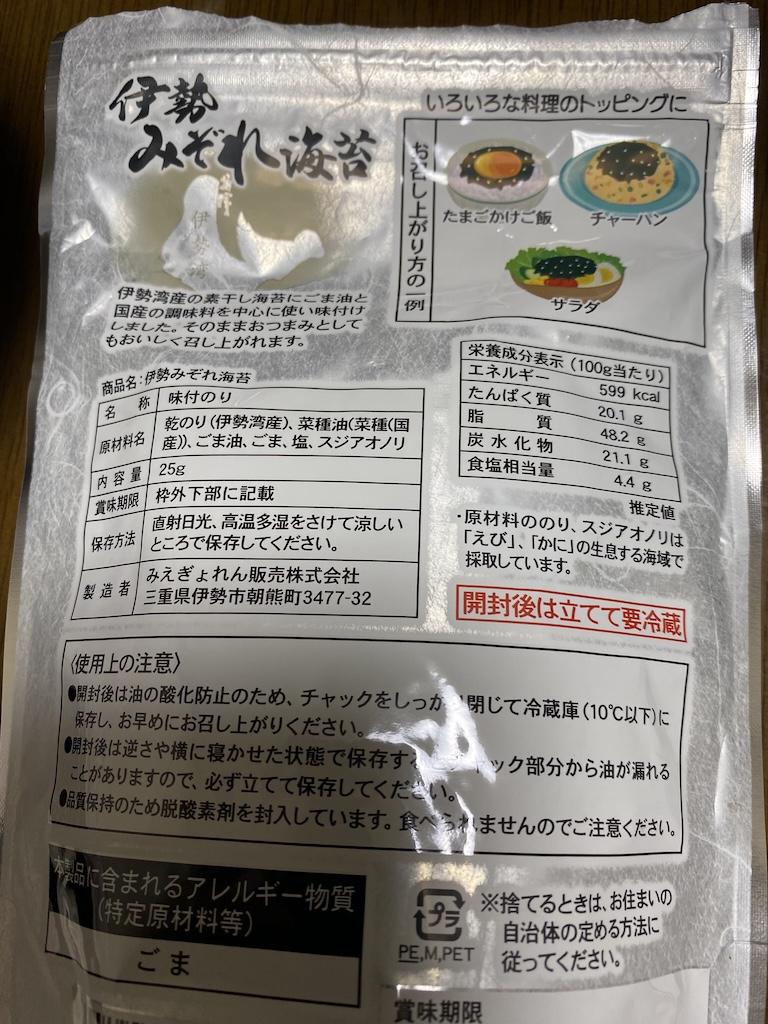 伊勢
みぞれ海苔
伊勢湾
伊勢湾産の素干し海苔にごま油と
国産の調味料を中心に使い味付け
しました。そのままおつまみとして
もおいしく召し上がれます。
いろいろな料理のトッピングに
お召し上がり方の一例
たまごかけご飯
チャーハン
サラダ
商品名:伊勢みぞれ海苔
名 称 味付のり
原材料名 乾のり(伊勢湾産)、菜種油(菜種(国
産))、ごま油、ごま、塩、スジアオノリ
内容量 25g
賞味期限 枠外下部に記載
保存方法 直射日光、高温多湿をさけて涼しい
ところで保存してください。
製造者 みえぎょれん販売株式会社
三重県伊勢市朝熊町3477-32
栄養成分表示(100g当たり)
エネルギー 599 kcal
たんぱく質 20.1 g
脂 質 48.2 g
炭水化物 21.1 g
食塩相当量 4.4 g
推定値
・原材料ののり、スジアオノリは
「えび」、「かに」の生息する海域で
採取しています。
開封後は立てて要冷蔵
〈使用上の注意〉
●開封後は油の酸化防止のため、チャックをしっか 閉じて冷蔵庫(10℃以下)に
保存し、お早めにお召し上がりください。
●開封後は逆さや横に寝かせた状態で保存す ック部分から油が漏れる
ことがありますので、必ず立てて保存してください。
●品質保持のため脱酸素剤を封入しています。食べられませんのでご注意ください。
本製品に含まれるアレルギー物質
(特定原材料等)
ごま
プラ
PE,M,PET
※捨てるときは、お住まいの
自治体の定める方法に
従ってください。
賞味期限